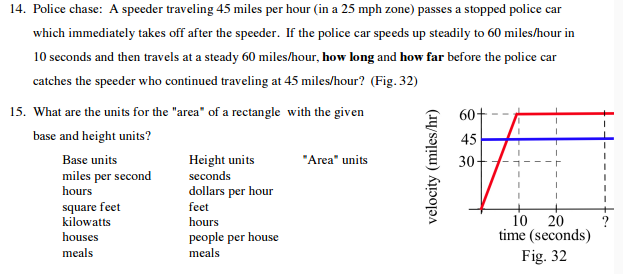 14. Police chase: A speeder traveling 45 miles per hour (in a 25 mph zone) passes a stopped police car
which immediately takes off after the speeder. If the police car speeds up steadily to 60 miles/hour in
10 seconds and then travels at a steady 60 miles/hour, how long and how far before the police car
catches the speeder who continued traveling at 45 miles/hour? (Fig. 32)
15. What are the units for the "area" of a rectangle with the given
base and height units?
Base units Height units "Area" units
miles per second seconds
hours dollars per hour
square feet feet
kilowatts hours
houses people per house
meals meals
velocity (miles/hr)
60
45
30
10 20 ?
time (seconds)
Fig. 32